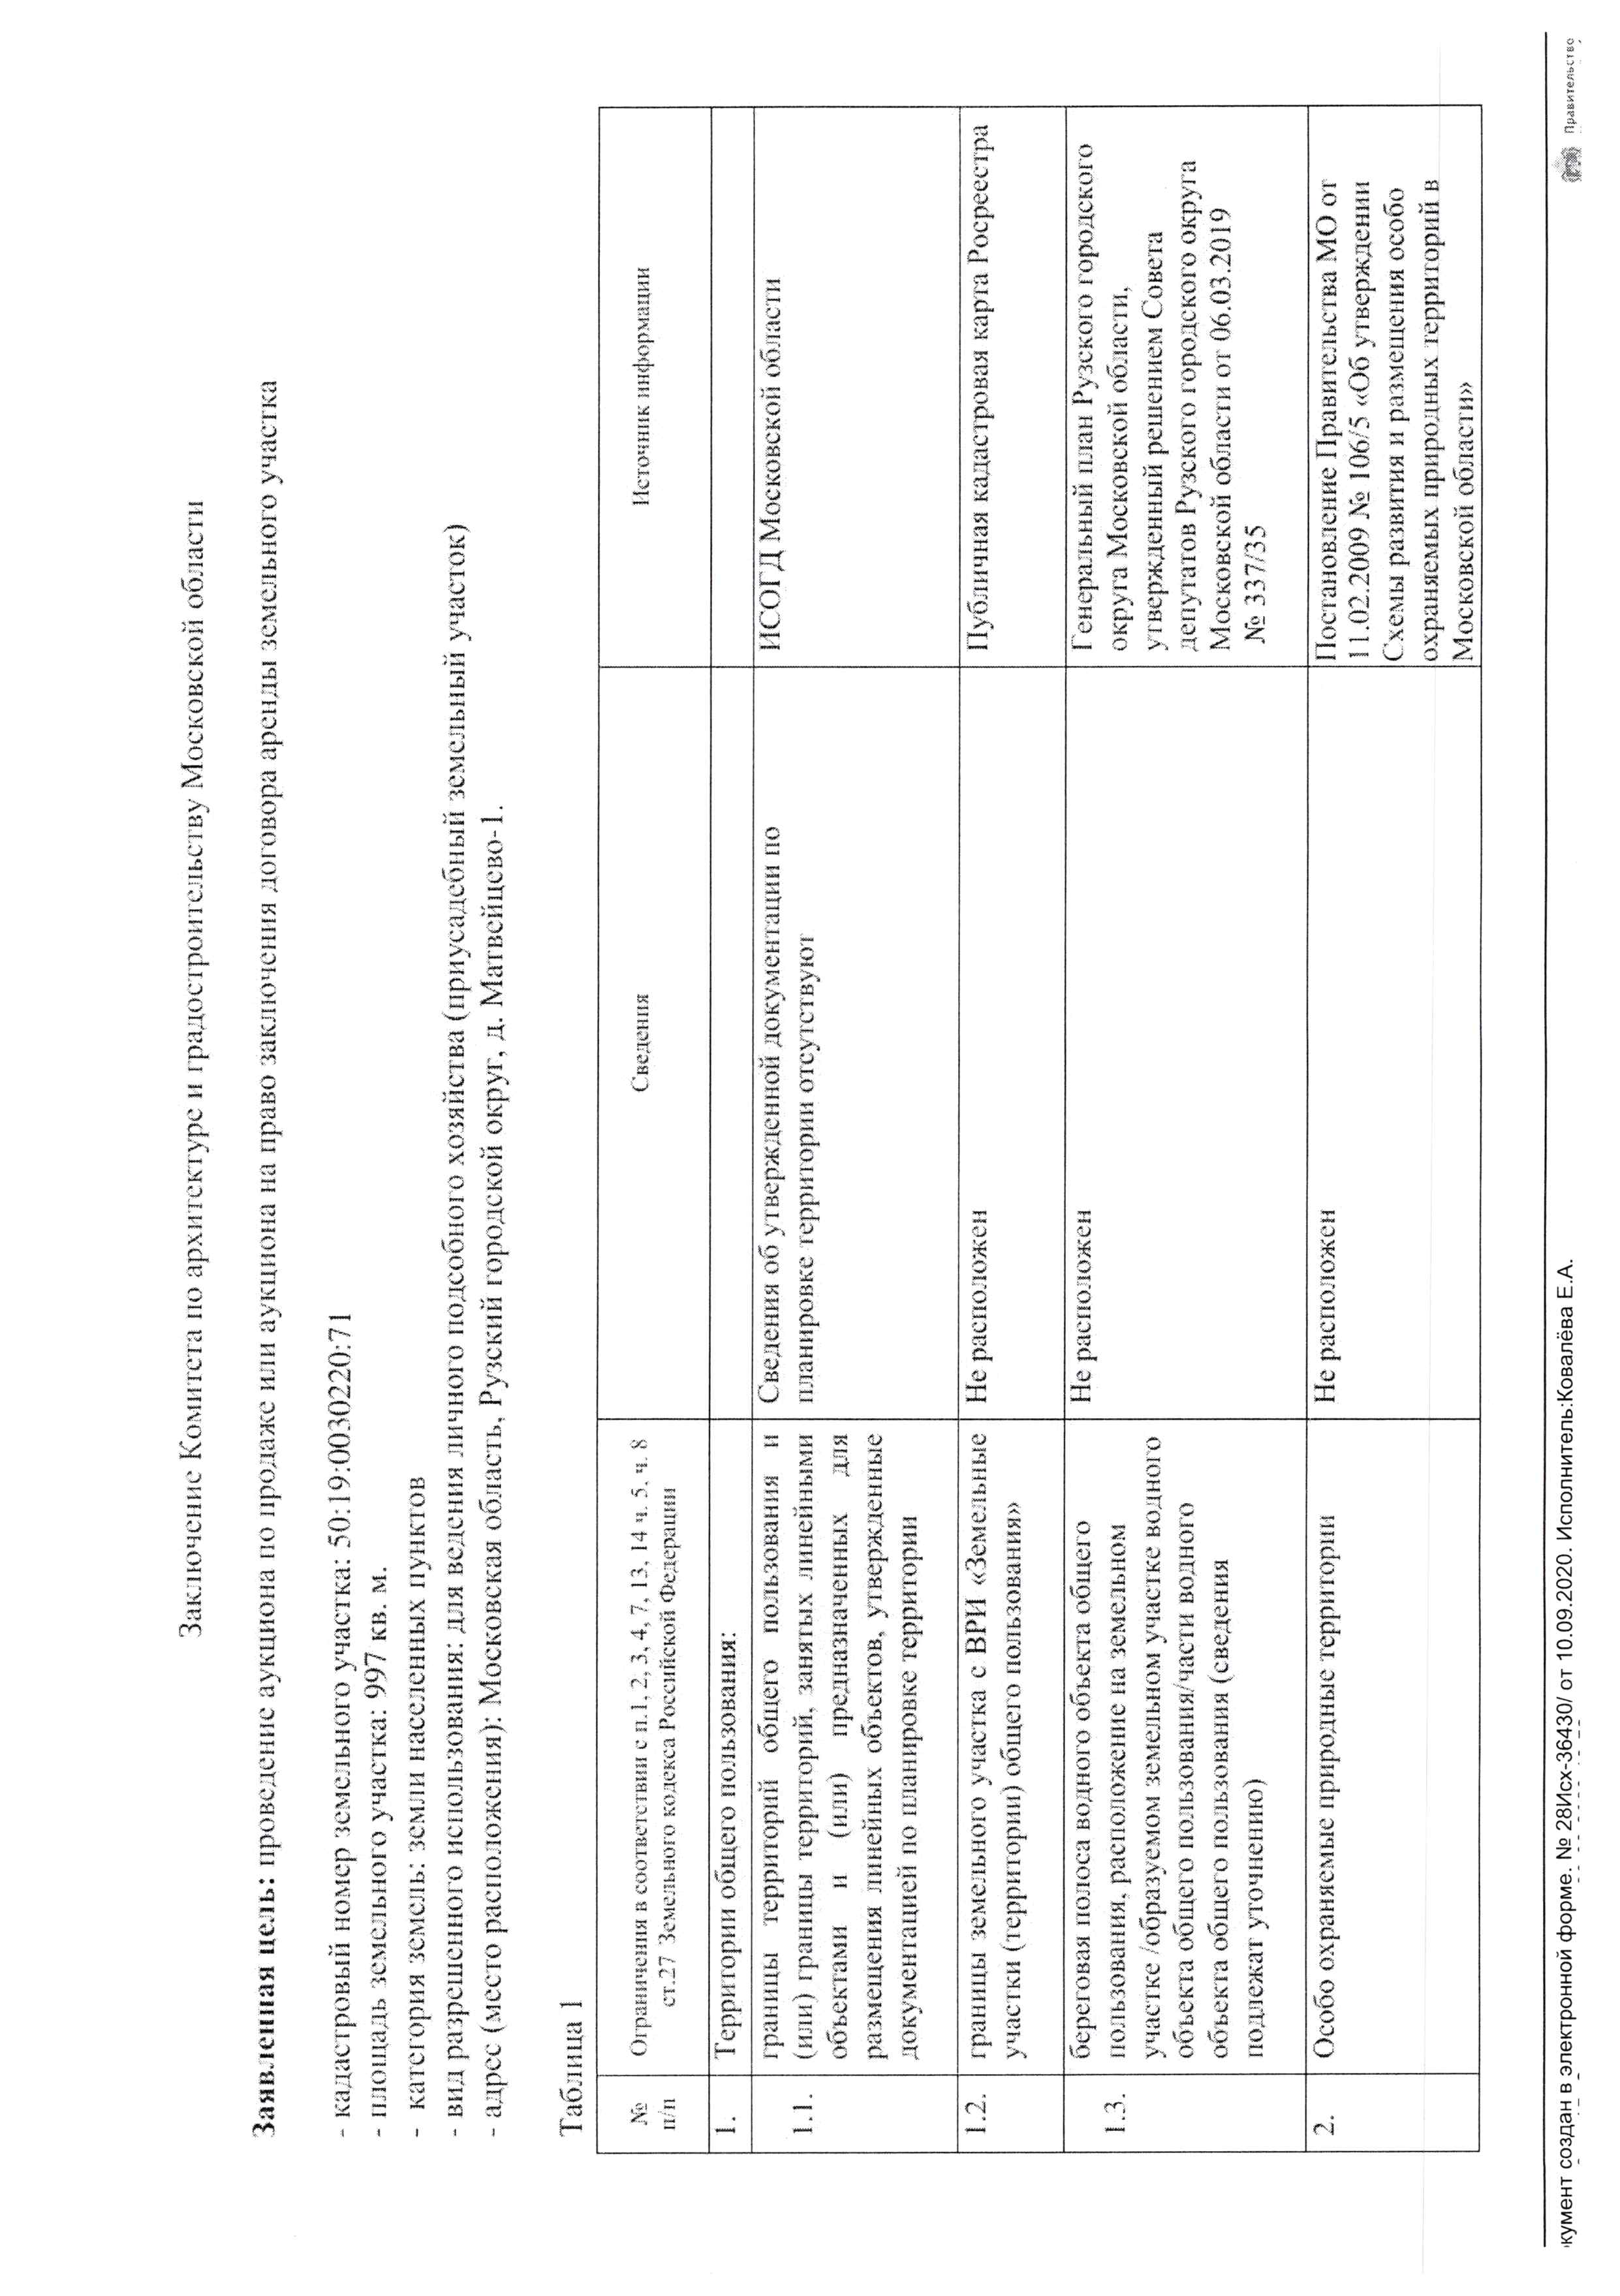 Заключение Комитета по архитектуре и градостроительству Московской области
Заявленная цель: проведение аукциона по продаже или аукциона на право заключения договора аренды земельного участка
- кадастровый номер земельного участка: 50:19:0030220:71
- площадь земельного участка: 997 кв. м.
- категория земель: земли населенных пунктов
- вид разрешенного использования: для ведения личного подсобного хозяйства (приусадебный земельный участок)
- адрес (место расположения): Московская область, Рузский городской округ, д. Матвейцево-1.
Таблица 1
№
п/п
Ограничения в соответствии с п.1, 2, 3, 4, 7, 13, 14 ч. 5, ч. 8
ст.27 Земельного кодекса Российской Федерации
Сведения
Источник информации
1.
Территории общего пользования:
1.1.
границы территорий общего пользования и
(или) границы территорий, занятых линейными
объектами и (или) предназначенных для
размещения линейных объектов, утвержденные
документацией по планировке территории
Сведения об утвержденной документации по
планировке территории отсутствуют
ИСОГД Московской области
1.2.
границы земельного участка с ВРИ «Земельные
участки (территории) общего пользования»
Не расположен
Публичная кадастровая карта Росреестра
1.3.
береговая полоса водного объекта общего
пользования, расположение на земельном
участке /образуемом земельном участке водного
объекта общего пользования/части водного
объекта общего пользования (сведения
подлежат уточнению)
Не расположен
Генеральный план Рузского городского
округа Московской области,
утвержденный решением Совета
депутатов Рузского городского округа
Московской области от 06.03.2019
№ 337/35
2.
Особо охраняемые природные территории
Не расположен
Постановление Правительства МО от
11.02.2009 № 106/5 «Об утверждении
Схемы развития и размещения особо
охраняемых природных территорий в
Московской области»
кумент создан в электронной форме. № 28Исх-36430/ от 10.09.2020. Исполнитель:Ковалёва Е.А.
Правительство